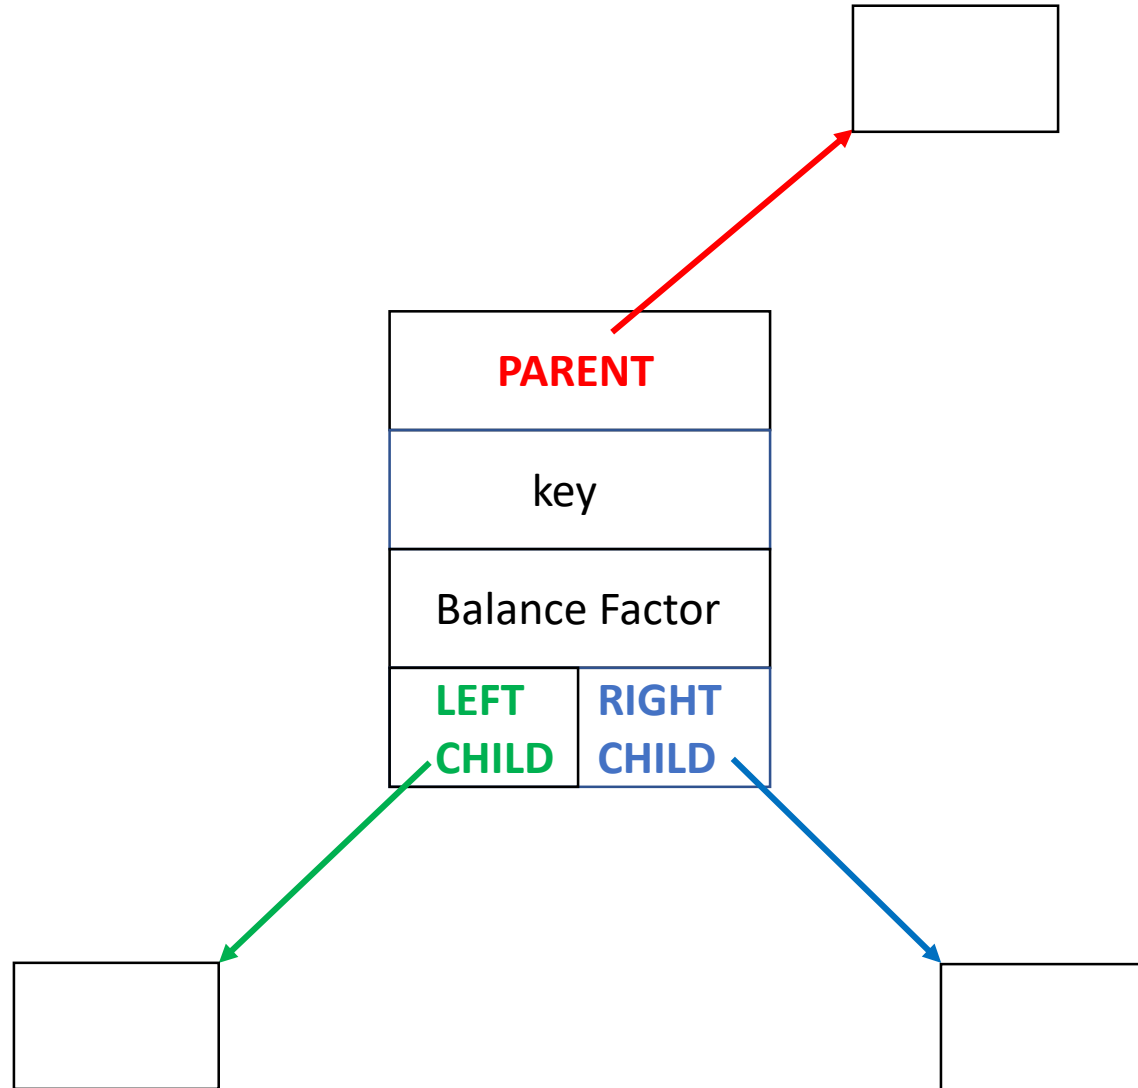 PARENT
key
Balance Factor
LEFT
CHILD
RIGHT
CHILD